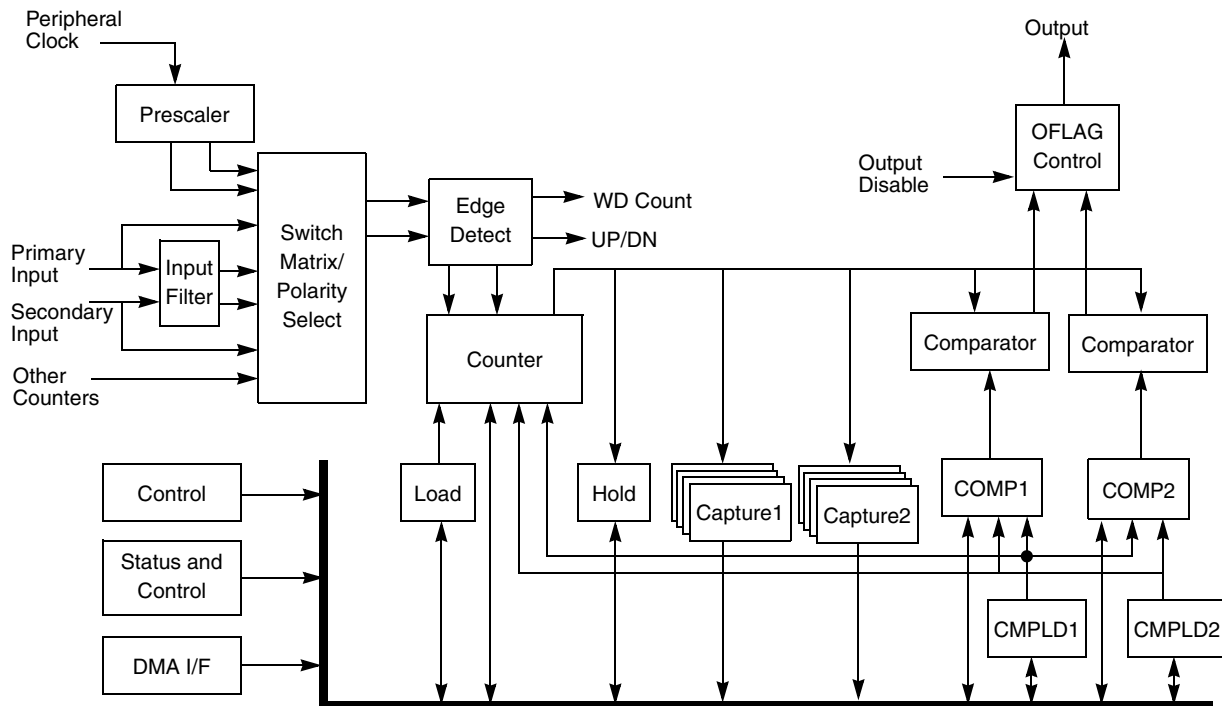 Peripheral
Clock
Output
Prescaler
OFLAG
Control
Output
Disable
Edge
Detect
WD Count
UP/DN
Switch
Matrix/
Polarity
Select
Primary
Input
Input
Filter
Secondary
Input
Other
Counters
Counter
Comparator
Comparator
Control
Load
Hold
Capture1
Capture2
COMP1
COMP2
Status and
Control
CMPLD1
CMPLD2
DMA I/F